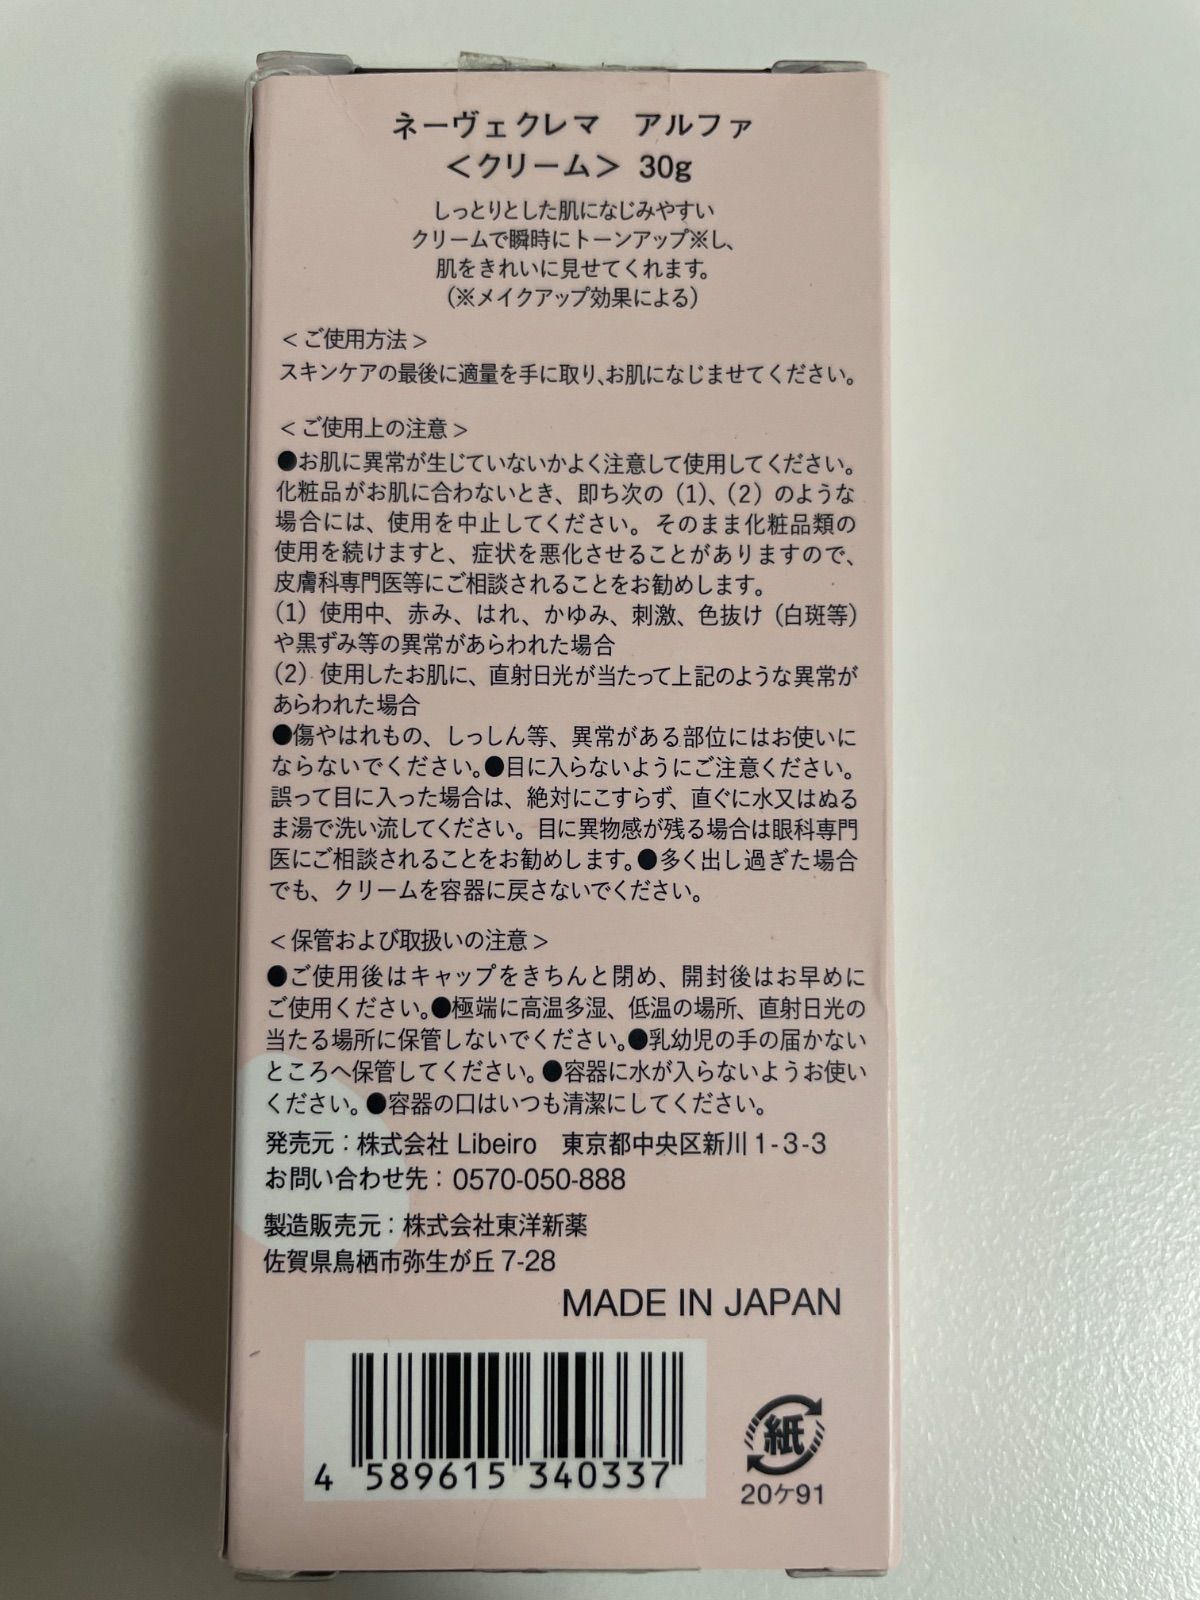 ネーヴェクレマ　アルファ
＜クリーム＞ 30g
しっとりとした肌になじみやすい
クリームで瞬時にトーンアップ※し、
肌をきれいに見せてくれます。
（※メイクアップ効果による）
＜ご使用方法＞
スキンケアの最後に適量を手に取り、お肌になじませてください。
＜ご使用上の注意＞
●お肌に異常が生じていないかよく注意して使用してください。
化粧品がお肌に合わないとき、即ち次の（1）、（2）のような
場合には、使用を中止してください。そのまま化粧品類の
使用を続けますと、症状を悪化させることがありますので、
皮膚科専門医等にご相談されることをお勧めします。
（1）使用中、赤み、はれ、かゆみ、刺激、色抜け（白斑等）
や黒ずみ等の異常があらわれた場合
（2）使用したお肌に、直射日光が当たって上記のような異常が
あらわれた場合
●傷やはれもの、しっしん等、異常がある部位にはお使いに
ならないでください。●目に入らないようにご注意ください。
誤って目に入った場合は、絶対にこすらず、直ぐに水又はぬる
ま湯で洗い流してください。目に異物感が残る場合は眼科専門
医にご相談されることをお勧めします。●多く出し過ぎた場合
でも、クリームを容器に戻さないでください。
＜保管および取扱いの注意＞
●ご使用後はキャップをきちんと閉め、開封後はお早めに
ご使用ください。●極端に高温多湿、低温の場所、直射日光の
当たる場所に保管しないでください。●乳幼児の手の届かない
ところへ保管してください。●容器に水が入らないようお使い
ください。●容器の口はいつも清潔にしてください。
発売元：株式会社 Libeiro　東京都中央区新川 1-3-3
お問い合わせ先：0570-050-888
製造販売元：株式会社東洋新薬
佐賀県鳥栖市弥生が丘 7-28
MADE IN JAPAN
4 589615 340337
紙
20ケ91